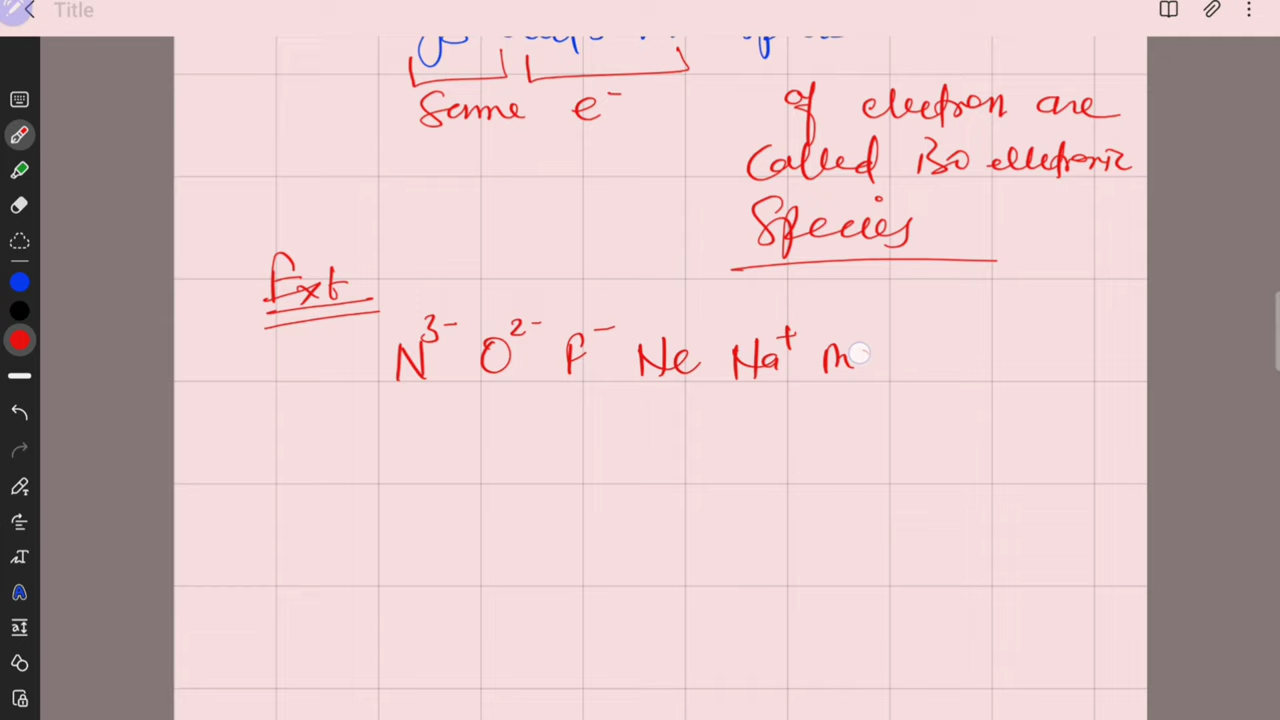 Title
Same e⁻
of electron are
called iso electronic
Species
Ext
N³⁻ O²⁻ F⁻ Ne Na⁺ m